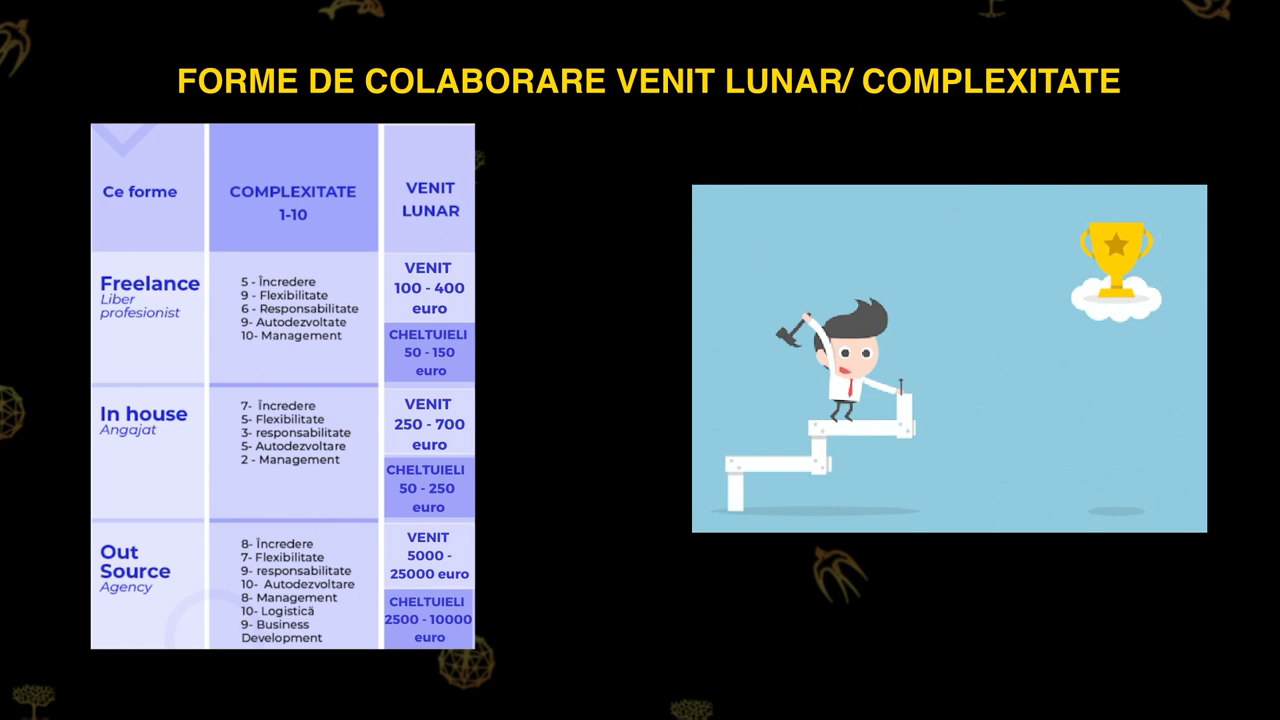 FORME DE COLABORARE VENIT LUNAR/ COMPLEXITATE
Ce forme
COMPLEXITATE
1-10
VENIT
LUNAR
Freelance
Liber
profesionist
5 - Încredere
9 - Flexibilitate
6 - Responsabilitate
9- Autodezvoltate
10- Management
VENIT
100 - 400
euro
CHELTUIELI
50 - 150
euro
In house
Angajat
7- Încredere
5- Flexibilitate
3- responsabilitate
5- Autodezvoltare
2 - Management
VENIT
250 - 700
euro
CHELTUIELI
50 - 250
euro
Out
Source
Agency
8- Încredere
7- Flexibilitate
9- responsabilitate
10- Autodezvoltare
8- Management
10- Logistică
9- Business
Development
VENIT
5000 -
25000 euro
CHELTUIELI
2500 - 10000
euro